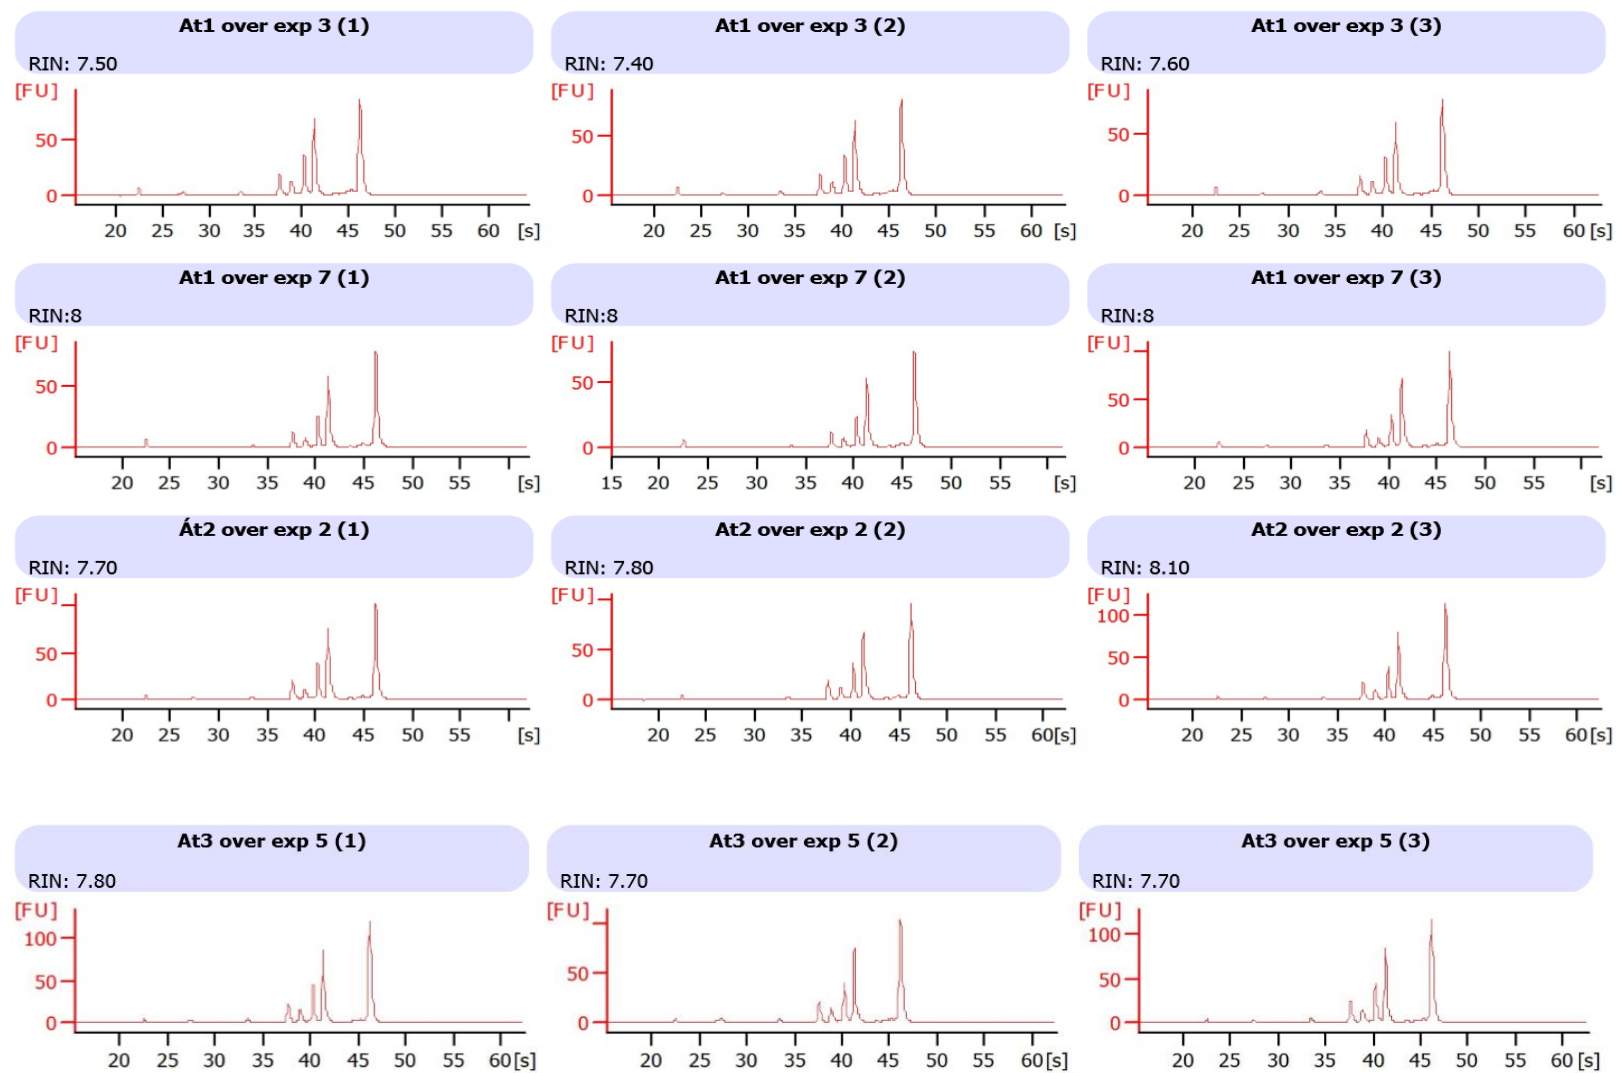 At1 over exp 3 (1)
RIN: 7.50
[FU]
50
0
20 25 30 35 40 45 50 55 60 [s]
At1 over exp 3 (2)
RIN: 7.40
[FU]
50
0
20 25 30 35 40 45 50 55 60 [s]
At1 over exp 3 (3)
RIN: 7.60
[FU]
50
0
20 25 30 35 40 45 50 55 60 [s]
At1 over exp 7 (1)
RIN:8
[FU]
50
0
20 25 30 35 40 45 50 55 [s]
At1 over exp 7 (2)
RIN:8
[FU]
50
0
15 20 25 30 35 40 45 50 55 [s]
At1 over exp 7 (3)
RIN:8
[FU]
50
0
20 25 30 35 40 45 50 55 [s]
Át2 over exp 2 (1)
RIN: 7.70
[FU]
50
0
20 25 30 35 40 45 50 55 [s]
At2 over exp 2 (2)
RIN: 7.80
[FU]
50
0
20 25 30 35 40 45 50 55 60[s]
At2 over exp 2 (3)
RIN: 8.10
[FU]
100
50
0
20 25 30 35 40 45 50 55 60[s]
At3 over exp 5 (1)
RIN: 7.80
[FU]
100
50
0
20 25 30 35 40 45 50 55 60[s]
At3 over exp 5 (2)
RIN: 7.70
[FU]
50
0
20 25 30 35 40 45 50 55 60[s]
At3 over exp 5 (3)
RIN: 7.70
[FU]
100
50
0
20 25 30 35 40 45 50 55 60[s]